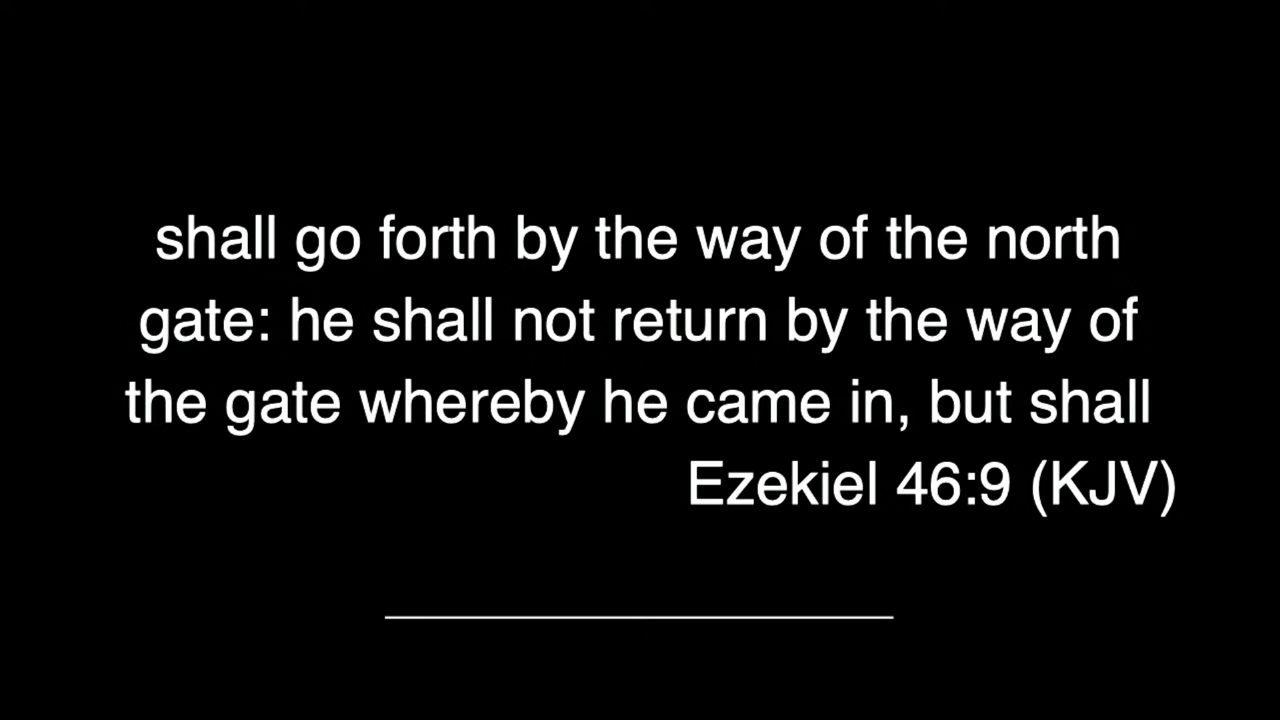 shall go forth by the way of the north
gate: he shall not return by the way of
the gate whereby he came in, but shall
Ezekiel 46:9 (KJV)